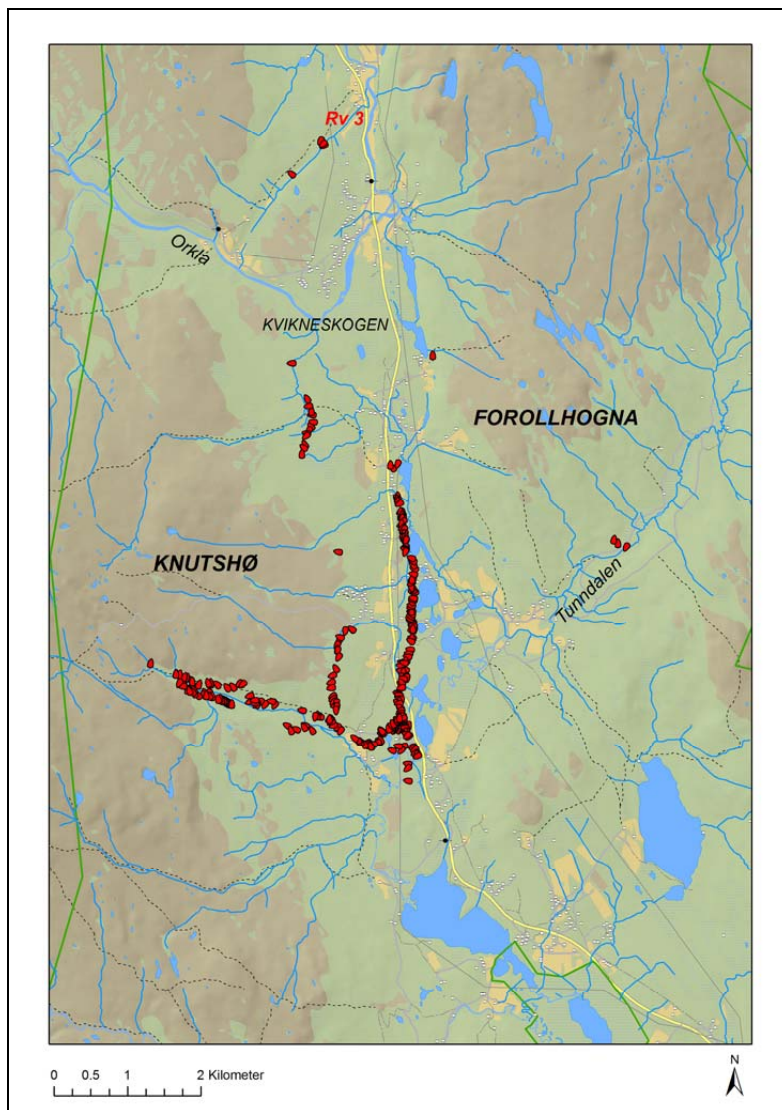 Rv 3
Orkla
KVIKNESKOGEN
FOROLLHOGNA
KNUTSHØ
Tunndalen
0 0.5 1 2 Kilometer
N